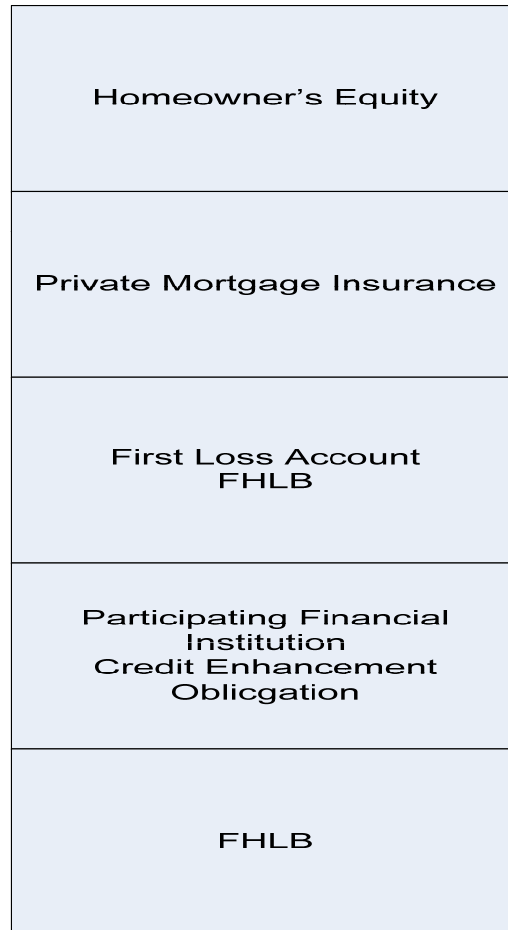 Homeowner’s Equity
Private Mortgage Insurance
First Loss Account
FHLB
Participating Financial
Institution
Credit Enhancement
Oblicgation
FHLB